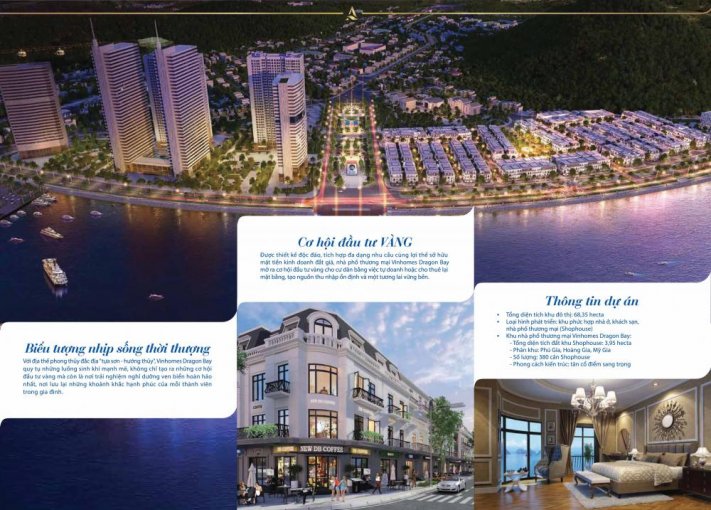 Cơ hội đầu tư VÀNG
Được thiết kế độc đáo, tích hợp đa dạng nhu cầu cùng lợi thế sở hữu
mặt tiền kinh doanh đắt giá, nhà phố thương mại Vinhomes Dragon Bay
mở ra cơ hội đầu tư vàng cho cư dân bằng việc tự doanh hoặc cho thuê lại
mặt bằng, tạo nguồn thu nhập ổn định và một tương lai vững bền.
Biểu tượng nhịp sống thời thượng
Với địa thế phong thủy đắc địa "tựa sơn - hướng thủy", Vinhomes Dragon Bay
quy tụ những luồng sinh khí mạnh mẽ, không chỉ tạo ra những cơ hội
đầu tư vàng mà còn là nơi trải nghiệm nghỉ dưỡng ven biển hoàn hảo
nhất, nơi lưu lại những khoảnh khắc hạnh phúc của mỗi thành viên
trong gia đình.
Thông tin dự án
• Tổng diện tích khu đô thị: 68,35 hecta
• Loại hình phát triển: khu phức hợp nhà ở, khách sạn,
nhà phố thương mại (Shophouse)
• Khu nhà phố thương mại Vinhomes Dragon Bay:
- Tổng diện tích đất khu Shophouse: 3,95 hecta
- Phân khu: Phú Gia, Hoàng Gia, Mỹ Gia
- Số lượng: 380 căn Shophouse
- Phong cách kiến trúc: tân cổ điển sang trọng
NEW DB COFFEE
NEW DB COFFEE